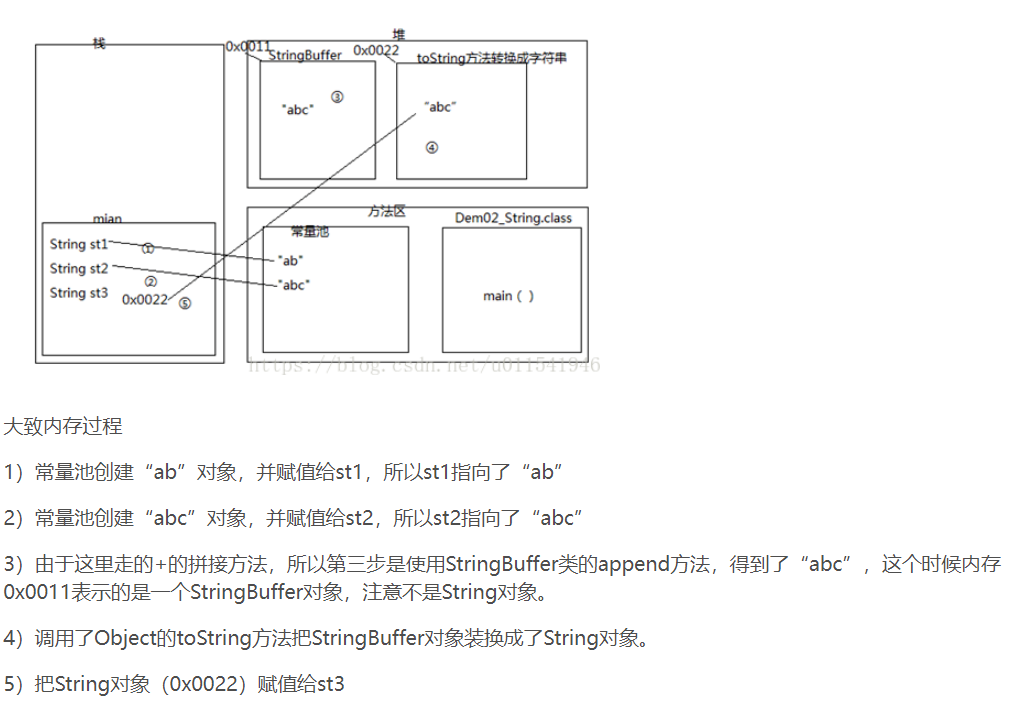 栈
堆
0x0011
StringBuffer
0x0022
toString方法转换成字符串
"abc"
③
"abc"
④
mian
String st1
①
String st2
②
String st3
0x0022
⑤
方法区
常量池
"ab"
"abc"
Dem02_String.class
main ( )
https://blog.csdn.net/u011541946
大致内存过程
1）常量池创建“ab”对象，并赋值给st1，所以st1指向了“ab”
2）常量池创建“abc”对象，并赋值给st2，所以st2指向了“abc”
3）由于这里走的+的拼接方法，所以第三步是使用StringBuffer类的append方法，得到了“abc”，这个时候内存
0x0011表示的是一个StringBuffer对象，注意不是String对象。
4）调用了Object的toString方法把StringBuffer对象装换成了String对象。
5）把String对象（0x0022）赋值给st3